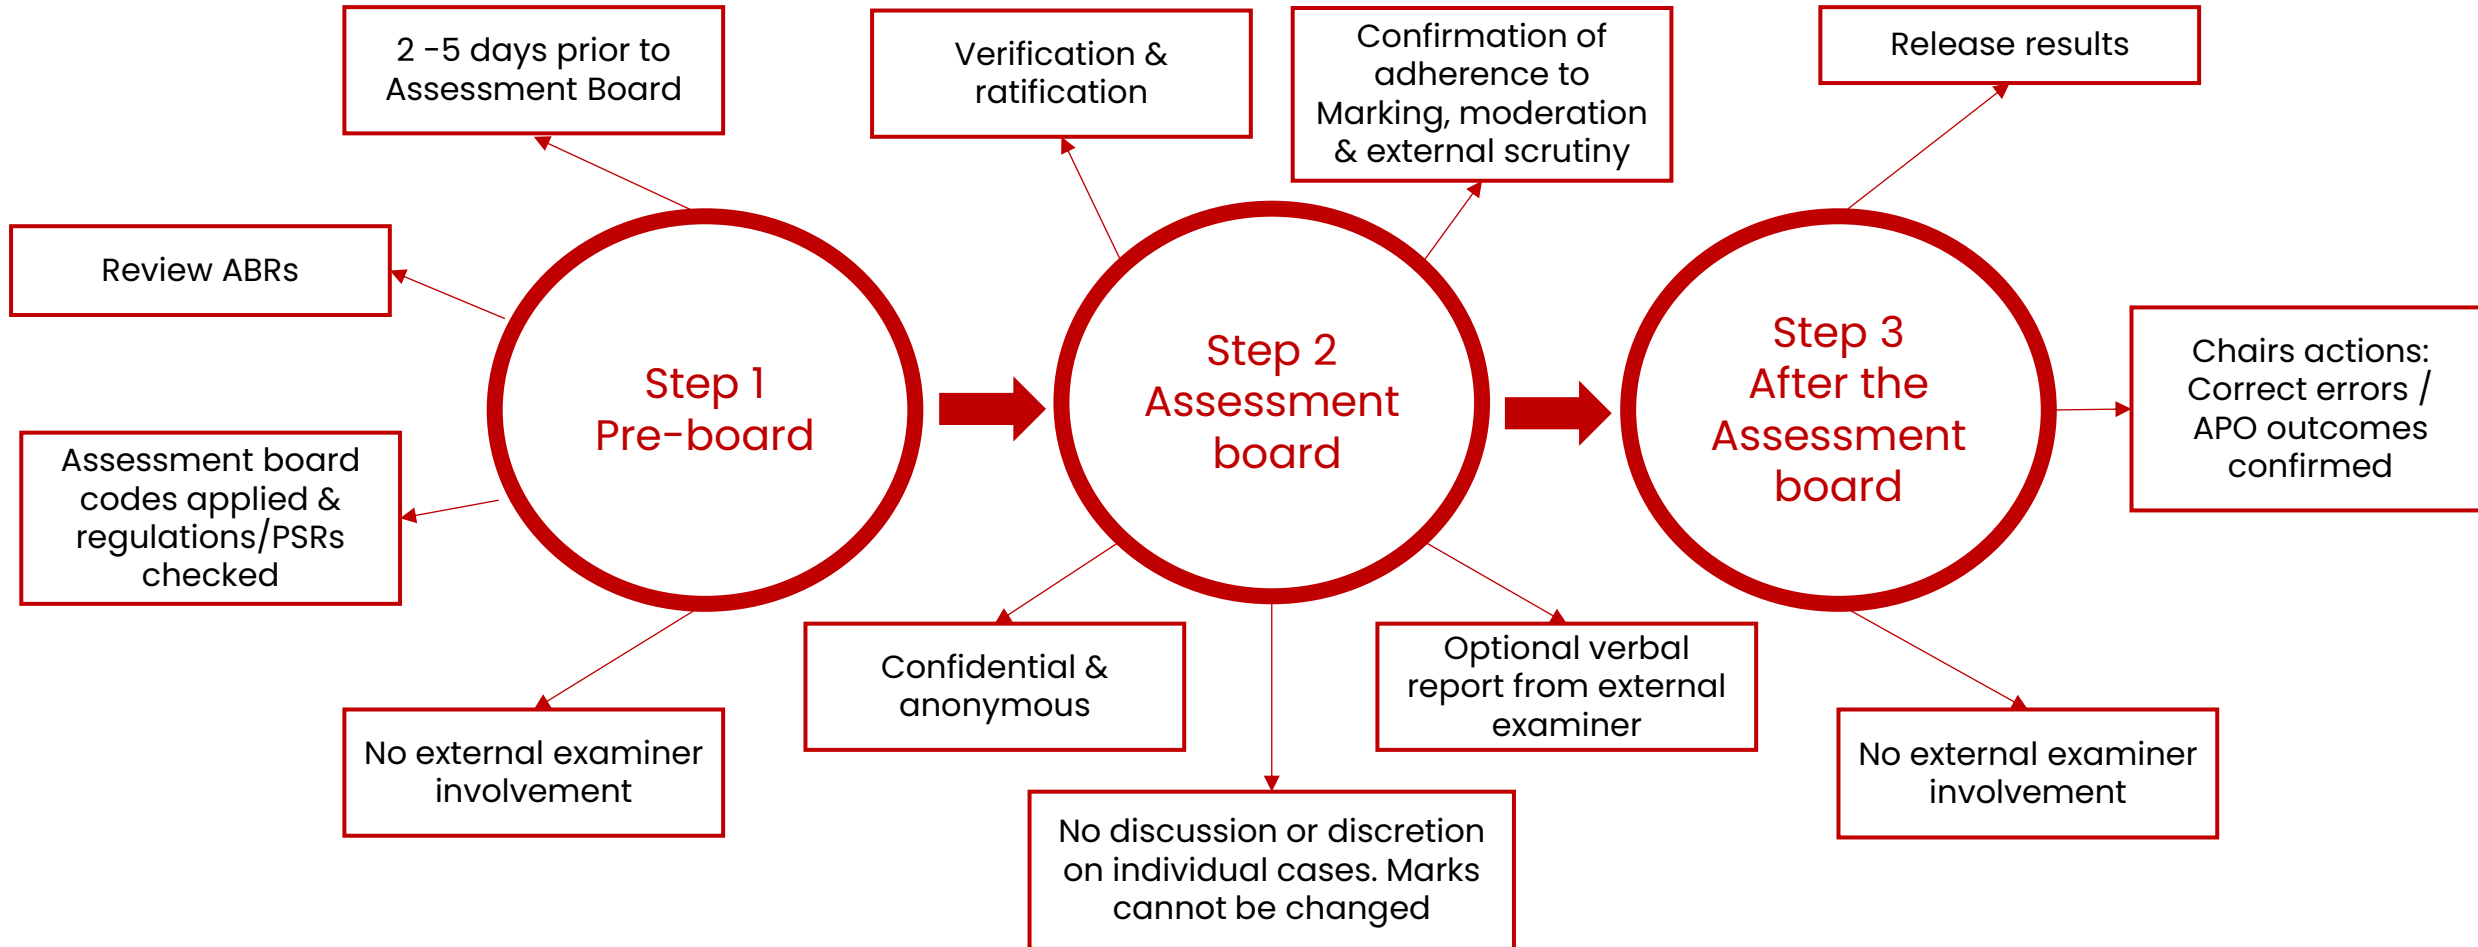 2 -5 days prior to
Assessment Board
Review ABRs
Step 1
Pre-board
Assessment board
codes applied &
regulations/PSRs
checked
No external examiner
involvement
Verification &
ratification
Confirmation of
adherence to
Marking, moderation
& external scrutiny
Step 2
Assessment
board
Confidential &
anonymous
No discussion or discretion
on individual cases. Marks
cannot be changed
Optional verbal
report from external
examiner
Release results
Step 3
After the
Assessment
board
Chairs actions:
Correct errors /
APO outcomes
confirmed
No external examiner
involvement